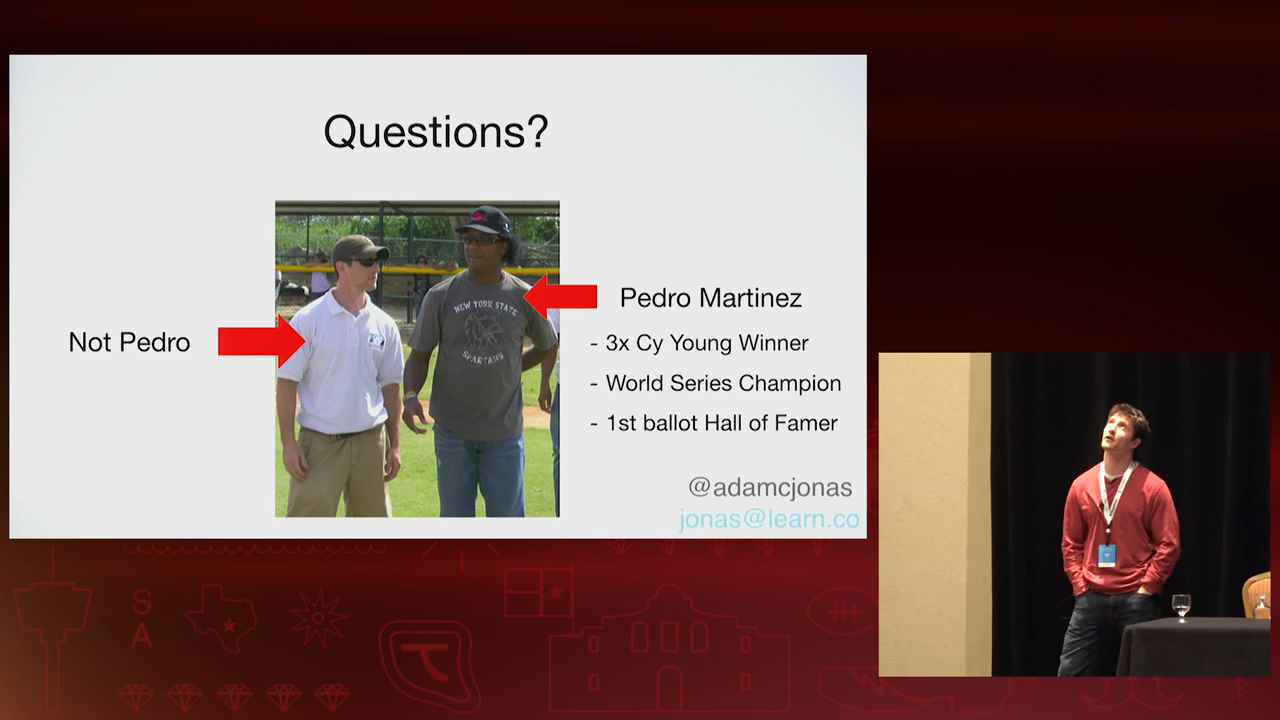 Questions?
Not Pedro
NEW YORK STATE
SPARTANS
Pedro Martinez
- 3x Cy Young Winner
- World Series Champion
- 1st ballot Hall of Famer
@adamcjonas
jonas@learn.co
S
A